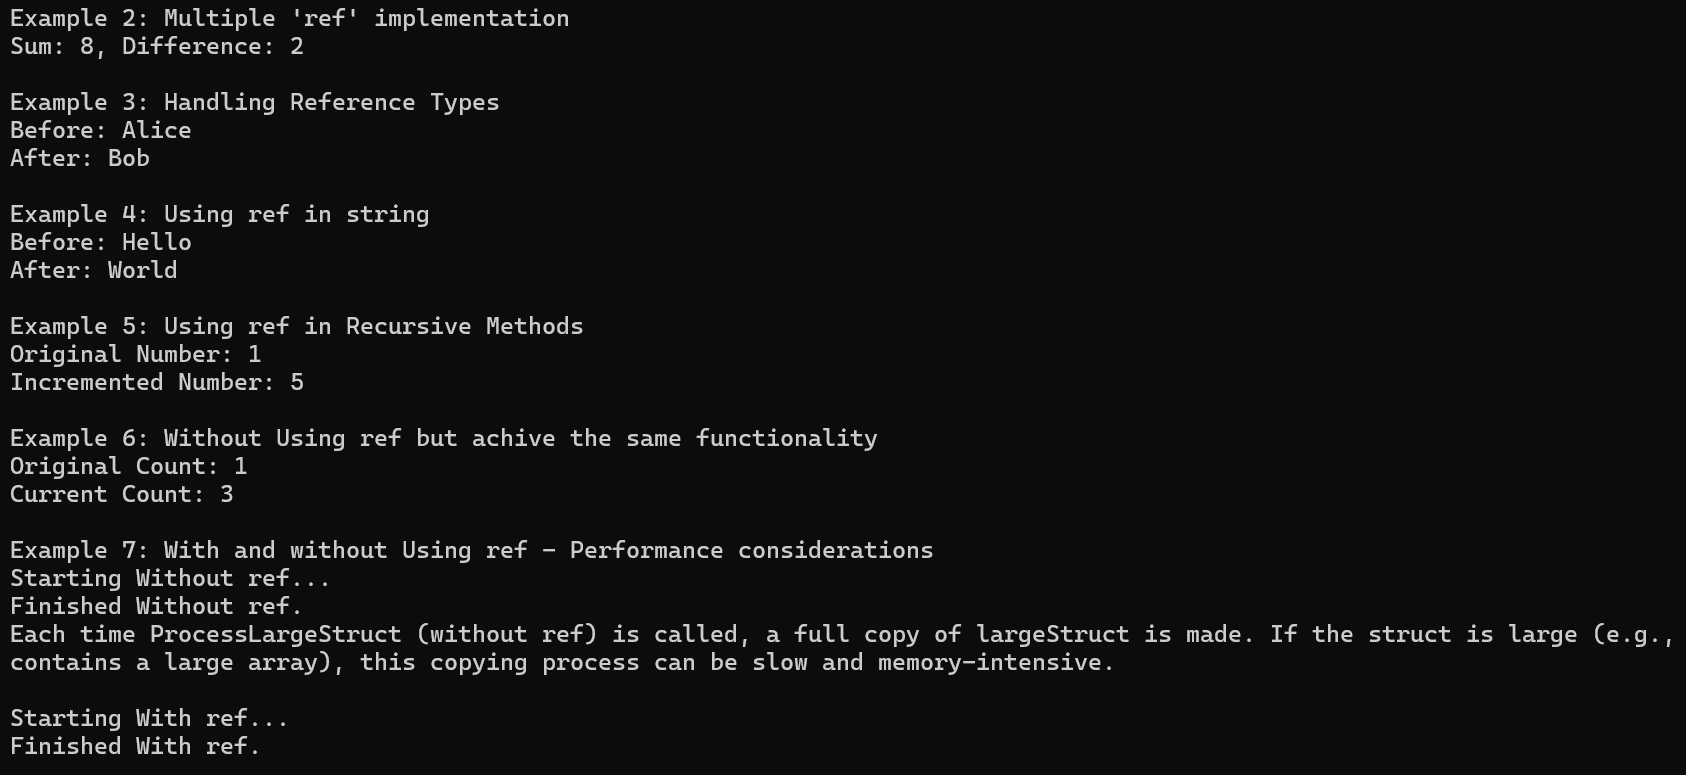 Example 2: Multiple 'ref' implementation
Sum: 8, Difference: 2
Example 3: Handling Reference Types
Before: Alice
After: Bob
Example 4: Using ref in string
Before: Hello
After: World
Example 5: Using ref in Recursive Methods
Original Number: 1
Incremented Number: 5
Example 6: Without Using ref but achive the same functionality
Original Count: 1
Current Count: 3
Example 7: With and without Using ref - Performance considerations
Starting Without ref...
Finished Without ref.
Each time ProcessLargeStruct (without ref) is called, a full copy of largeStruct is made. If the struct is large (e.g.,
contains a large array), this copying process can be slow and memory-intensive.
Starting With ref...
Finished With ref.